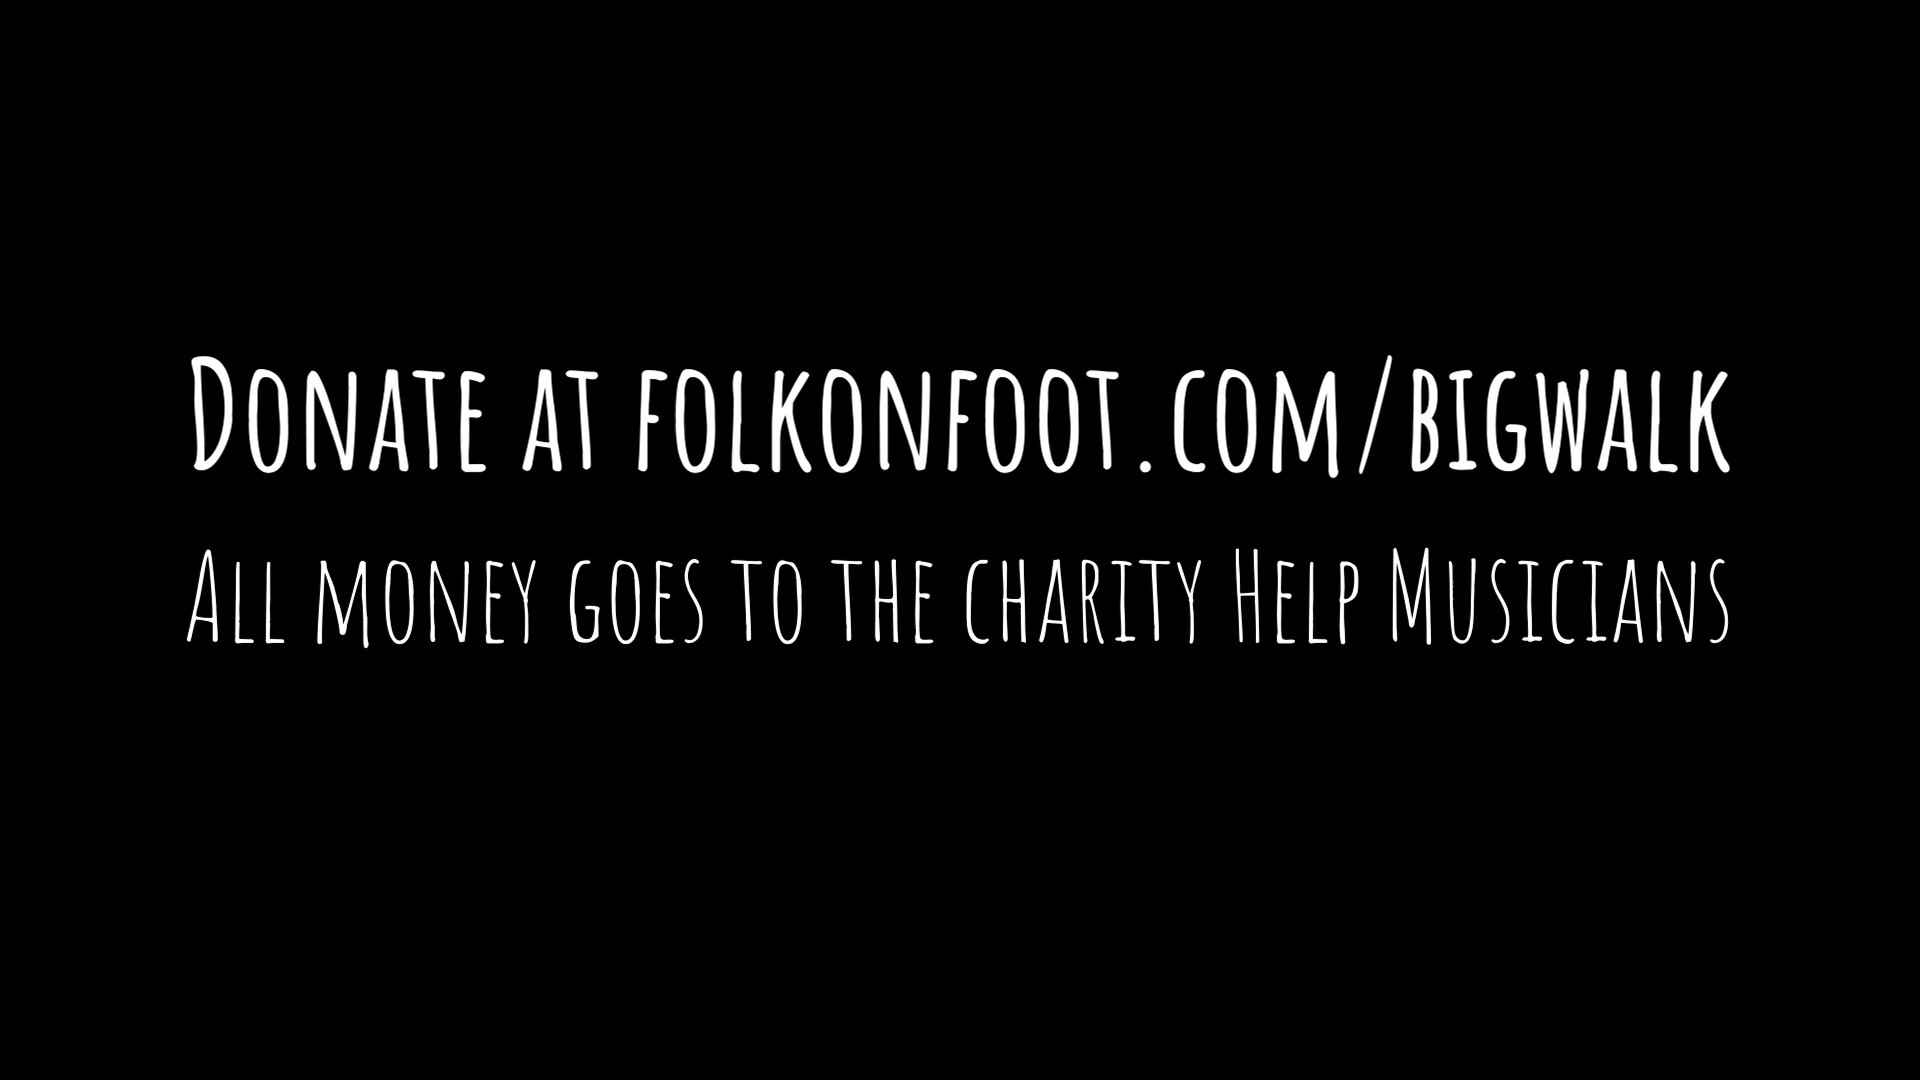 Donate at folkonfoot.com/bigwalk
All money goes to the charity Help Musicians